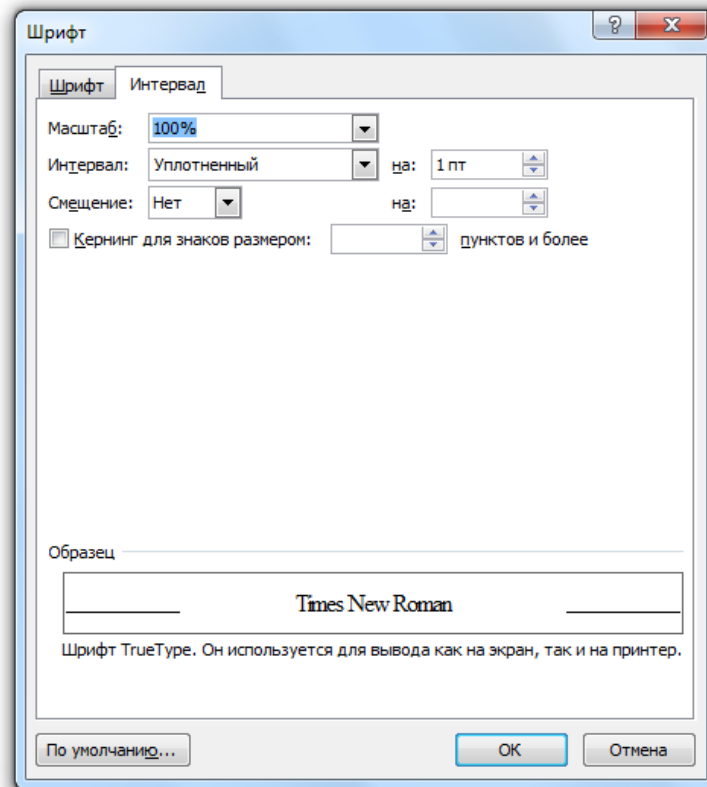 Шрифт
Шрифт Интервал
Масштаб: 100%
Интервал: Уплотненный на: 1 пт
Смещение: Нет на:
Кернинг для знаков размером: пунктов и более
Образец
Times New Roman
Шрифт TrueType. Он используется для вывода как на экран, так и на принтер.
По умолчанию... ОК Отмена